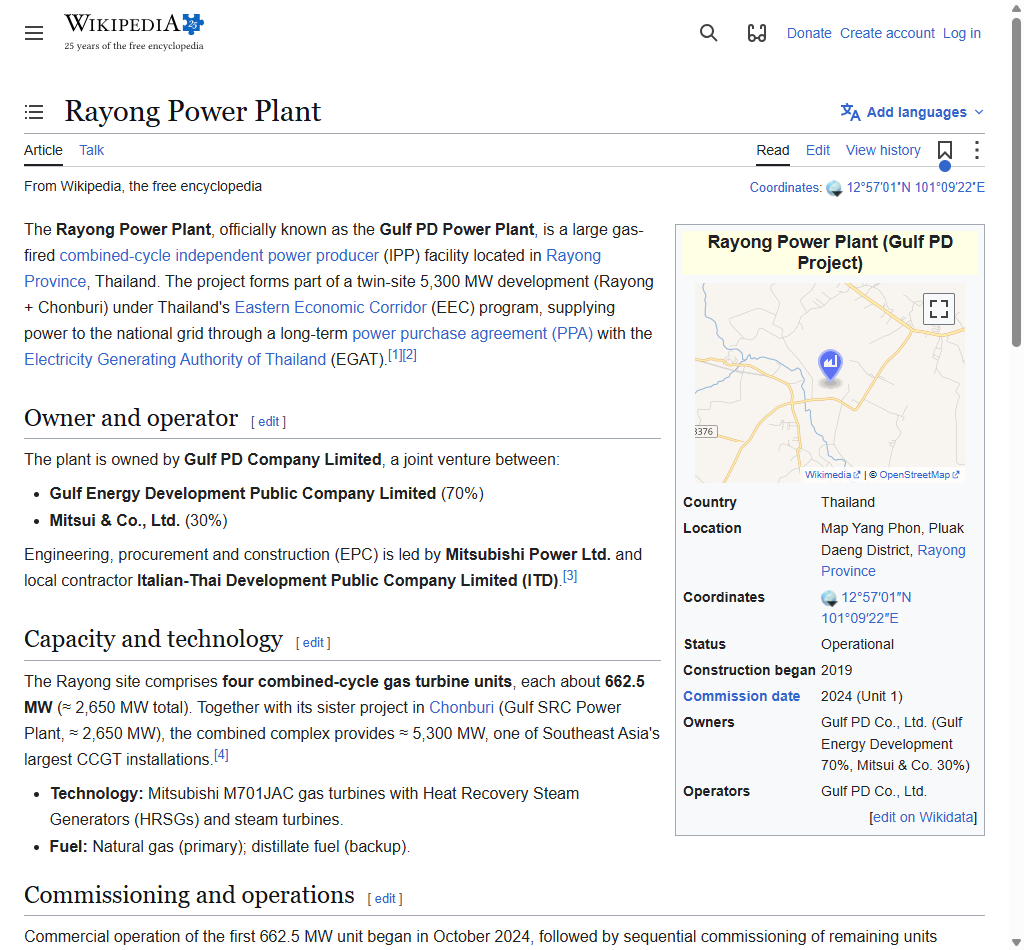 WIKIPEDIA 25
25 years of the free encyclopedia
Donate Create account Log in
Rayong Power Plant
Add languages
Article Talk
Read Edit View history
From Wikipedia, the free encyclopedia
Coordinates: 12°57′01″N 101°09′22″E
The Rayong Power Plant, officially known as the Gulf PD Power Plant, is a large gas-
fired combined-cycle independent power producer (IPP) facility located in Rayong
Province, Thailand. The project forms part of a twin-site 5,300 MW development (Rayong
+ Chonburi) under Thailand's Eastern Economic Corridor (EEC) program, supplying
power to the national grid through a long-term power purchase agreement (PPA) with the
Electricity Generating Authority of Thailand (EGAT).[1][2]
Owner and operator [ edit ]
The plant is owned by Gulf PD Company Limited, a joint venture between:
• Gulf Energy Development Public Company Limited (70%)
• Mitsui & Co., Ltd. (30%)
Engineering, procurement and construction (EPC) is led by Mitsubishi Power Ltd. and
local contractor Italian-Thai Development Public Company Limited (ITD).[3]
Capacity and technology [ edit ]
The Rayong site comprises four combined-cycle gas turbine units, each about 662.5
MW (≈ 2,650 MW total). Together with its sister project in Chonburi (Gulf SRC Power
Plant, ≈ 2,650 MW), the combined complex provides ≈ 5,300 MW, one of Southeast Asia's
largest CCGT installations.[4]
• Technology: Mitsubishi M701JAC gas turbines with Heat Recovery Steam
Generators (HRSGs) and steam turbines.
• Fuel: Natural gas (primary); distillate fuel (backup).
Commissioning and operations [ edit ]
Commercial operation of the first 662.5 MW unit began in October 2024, followed by sequential commissioning of remaining units
Rayong Power Plant (Gulf PD
Project)
3376
Wikimedia | © OpenStreetMap
Country Thailand
Location Map Yang Phon, Pluak
Daeng District, Rayong
Province
Coordinates 12°57′01″N
101°09′22″E
Status Operational
Construction began 2019
Commission date 2024 (Unit 1)
Owners Gulf PD Co., Ltd. (Gulf
Energy Development
70%, Mitsui & Co. 30%)
Operators Gulf PD Co., Ltd.
[edit on Wikidata]